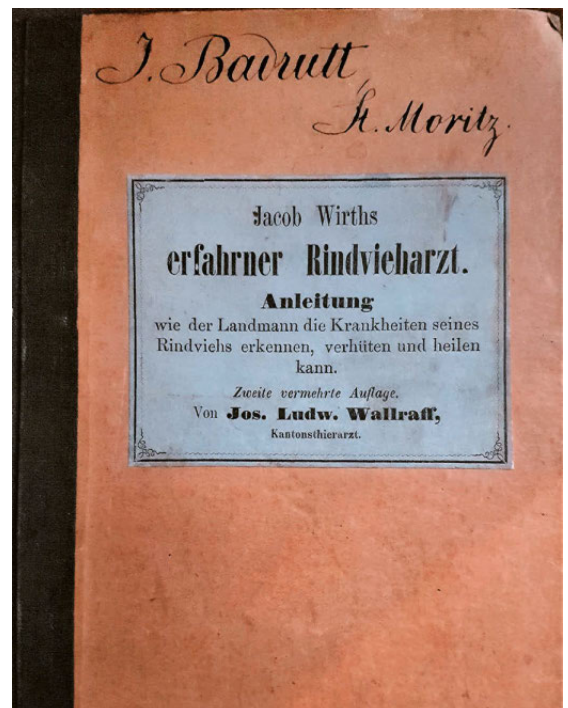 J. Badrutt,
St. Moritz.
Jacob Wirths
erfahrner Rindvieharzt.
Anleitung
wie der Landmann die Krankheiten seines
Rindviehs erkennen, verhüten und heilen
kann.
Zweite vermehrte Auflage.
Von Jos. Ludw. Wallraff,
Kantonsthierarzt.